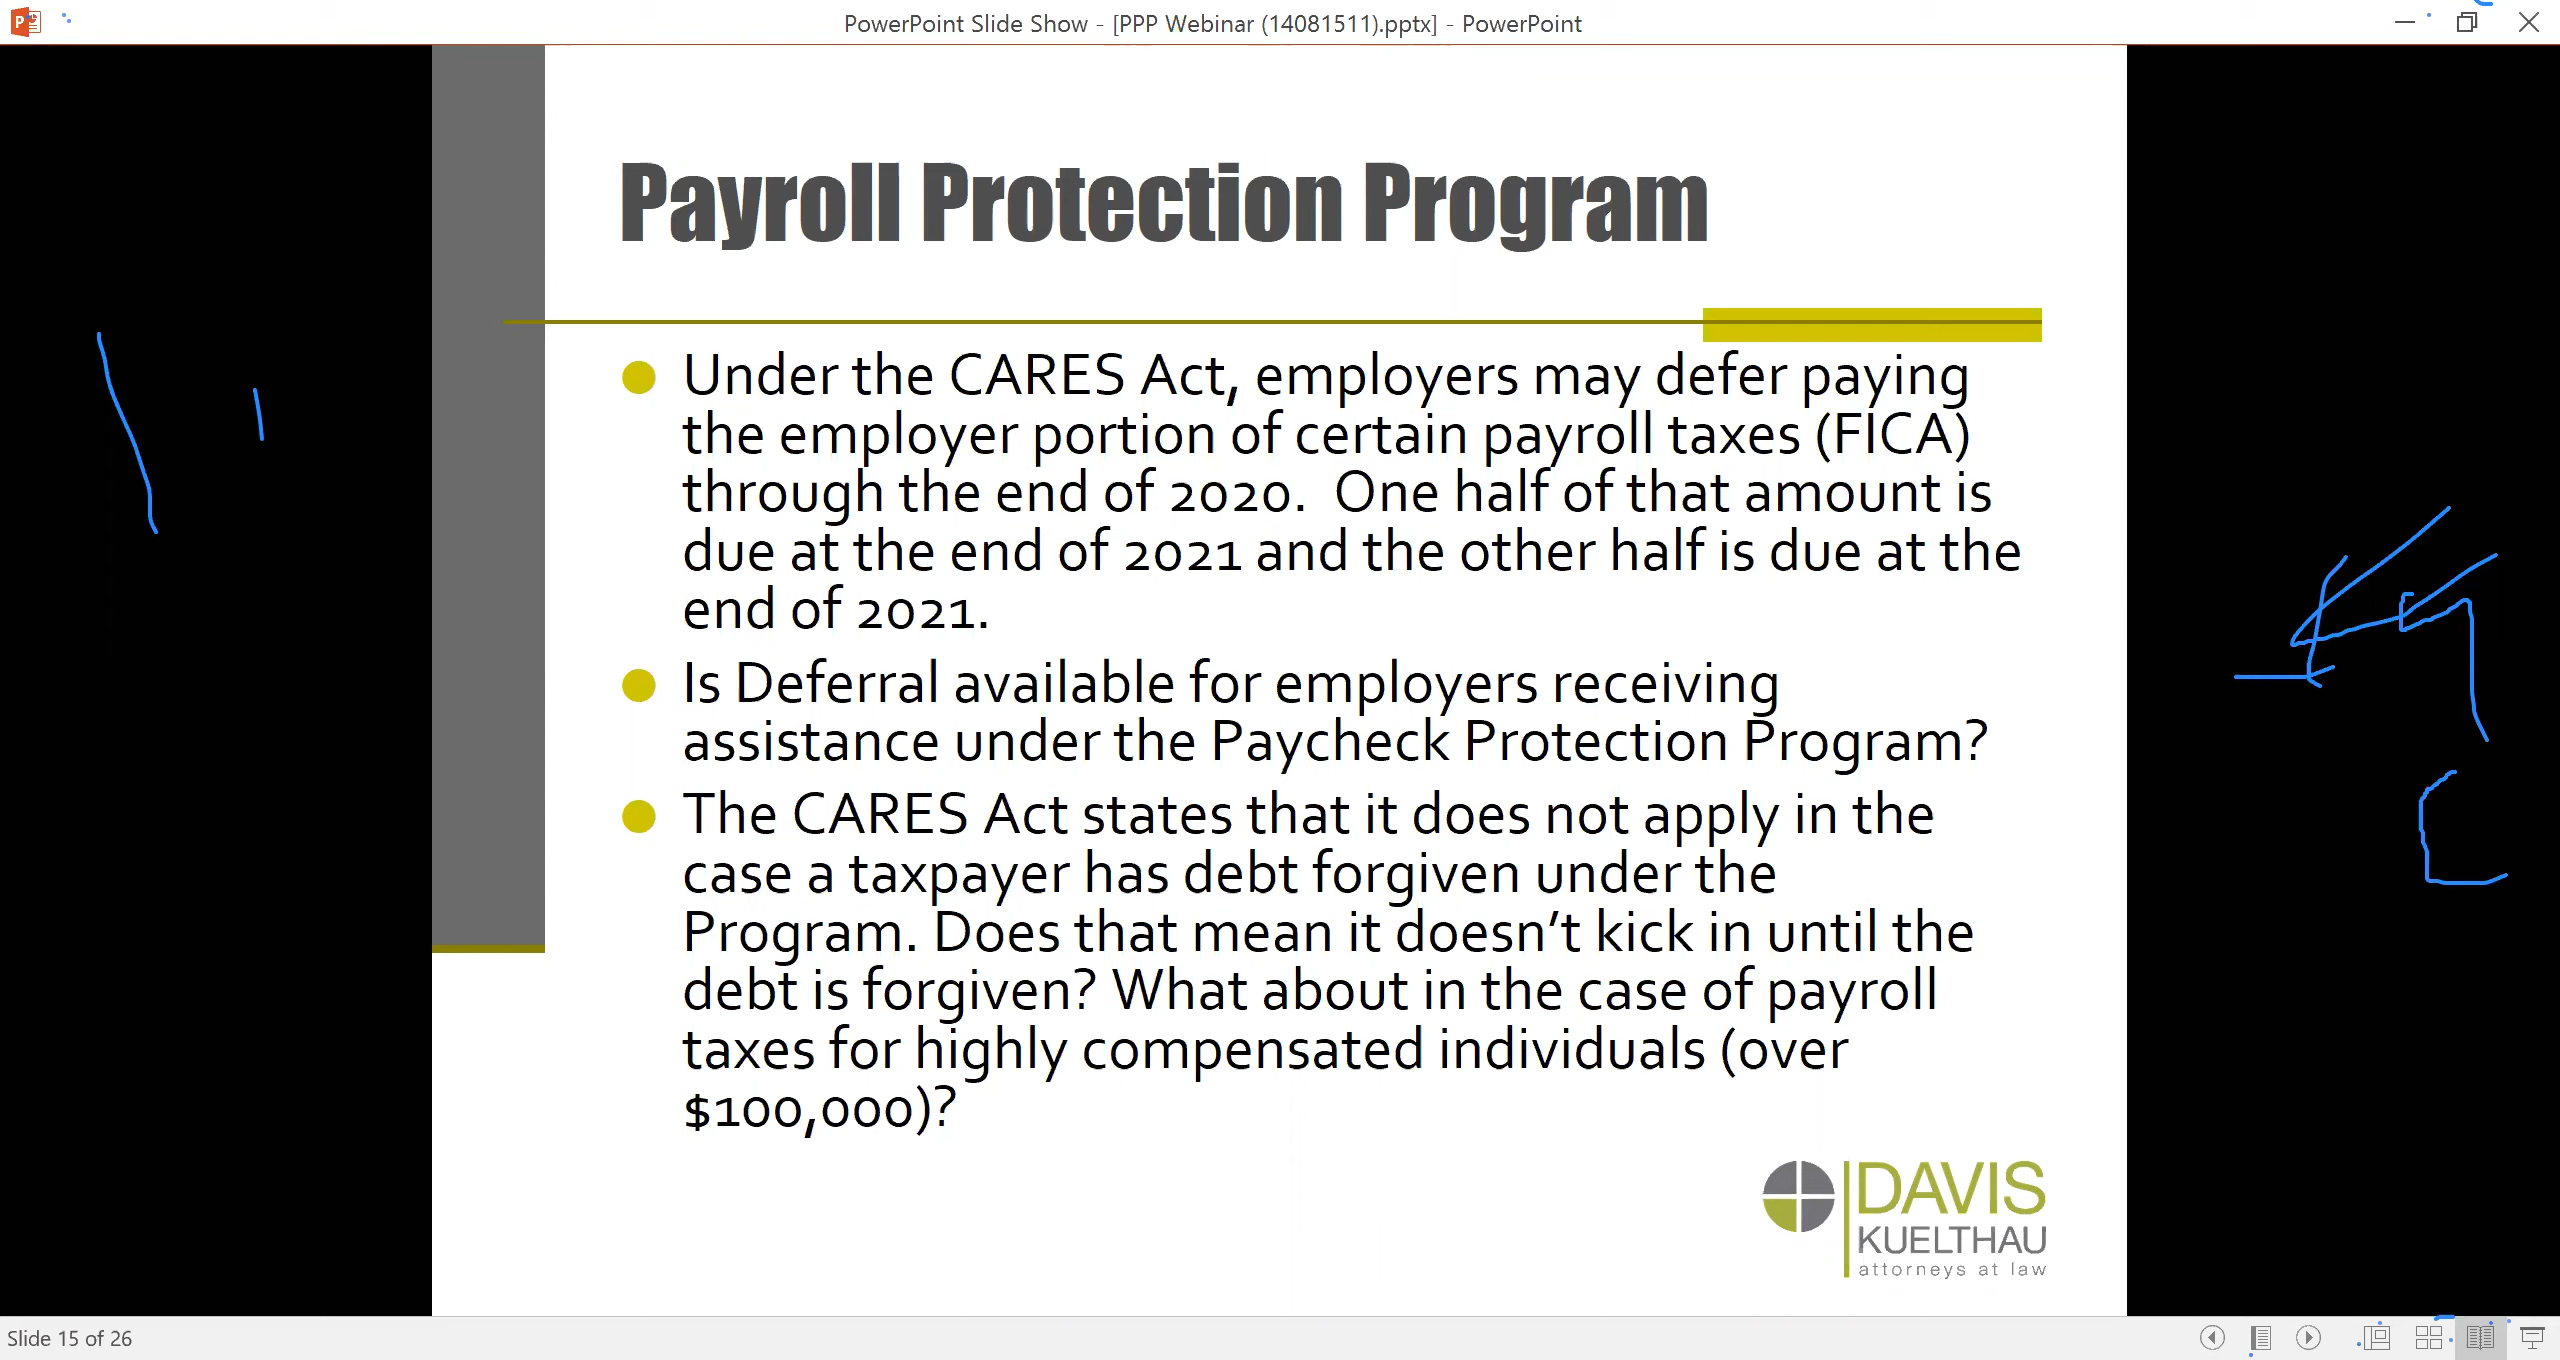 PowerPoint Slide Show - [PPP Webinar (14081511).pptx] - PowerPoint
Payroll Protection Program
Under the CARES Act, employers may defer paying
the employer portion of certain payroll taxes (FICA)
through the end of 2020.  One half of that amount is
due at the end of 2021 and the other half is due at the
end of 2021.
Is Deferral available for employers receiving
assistance under the Paycheck Protection Program?
The CARES Act states that it does not apply in the
case a taxpayer has debt forgiven under the
Program. Does that mean it doesn’t kick in until the
debt is forgiven? What about in the case of payroll
taxes for highly compensated individuals (over
$100,000)?
DAVIS
KUELTHAU
attorneys at law
Slide 15 of 26